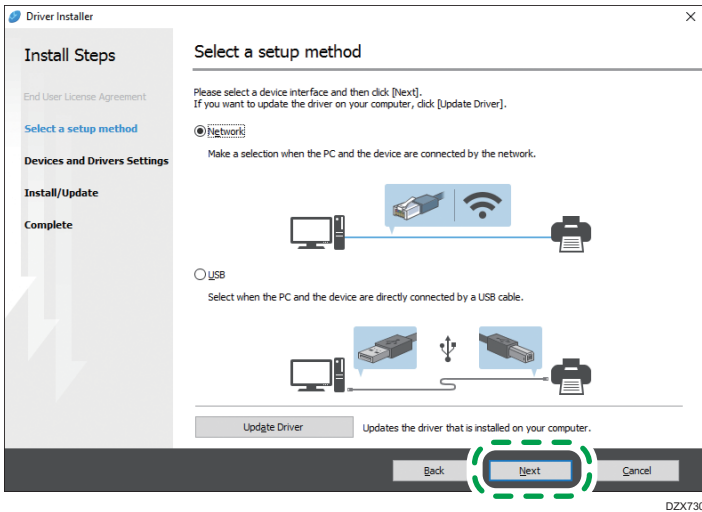 Driver Installer
Install Steps
End User License Agreement
Select a setup method
Devices and Drivers Settings
Install/Update
Complete
Select a setup method
Please select a device interface and then click [Next].
If you want to update the driver on your computer, click [Update Driver].
Network
Make a selection when the PC and the device are connected by the network.
USB
Select when the PC and the device are directly connected by a USB cable.
Update Driver
Updates the driver that is installed on your computer.
Back
Next
Cancel
DZX730